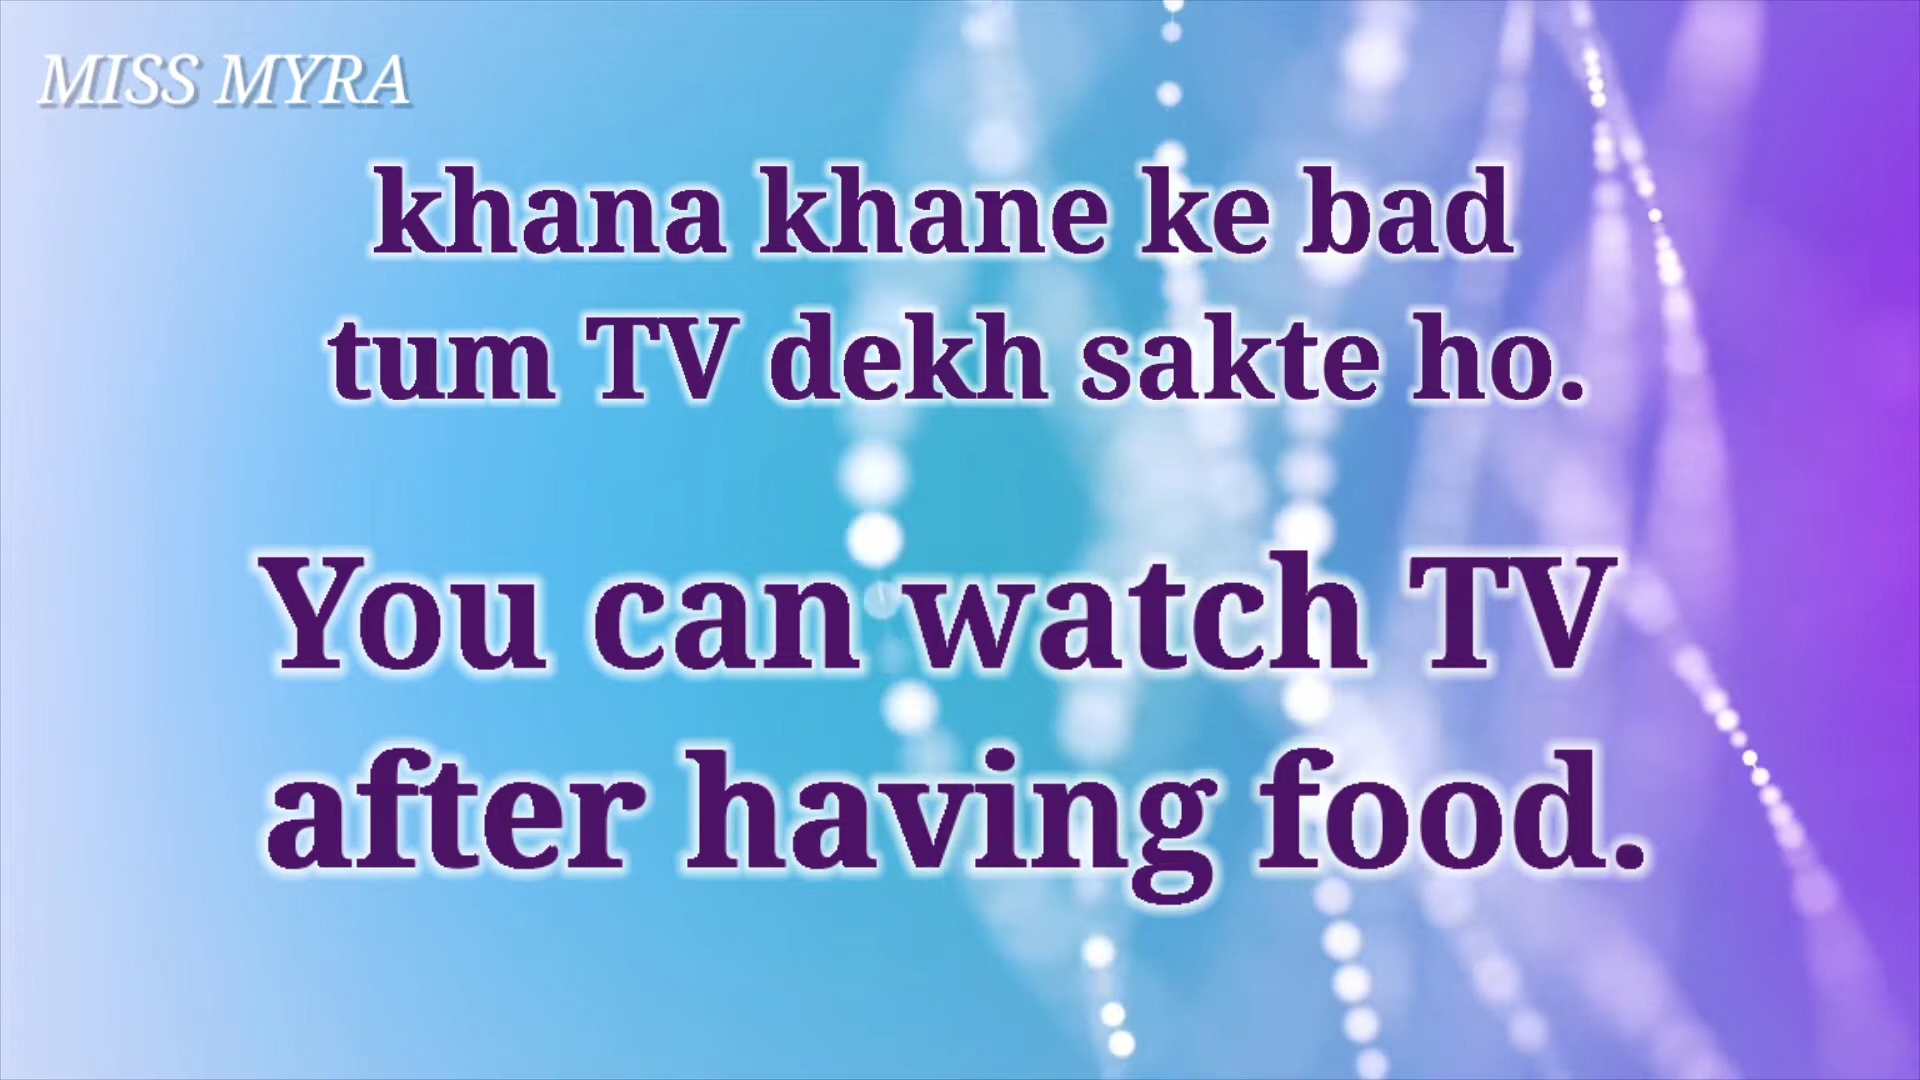 MISS MYRA
khana khane ke bad
tum TV dekh sakte ho.
You can watch TV
after having food.